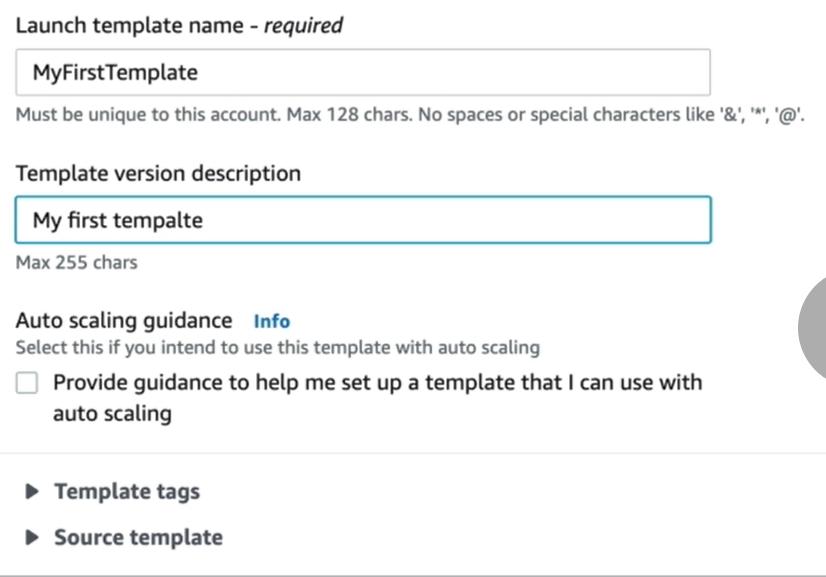 Launch template name - required
MyFirstTemplate
Must be unique to this account. Max 128 chars. No spaces or special characters like '&', '*', '@'.
Template version description
My first tempalte
Max 255 chars
Auto scaling guidance Info
Select this if you intend to use this template with auto scaling
Provide guidance to help me set up a template that I can use with
auto scaling
Template tags
Source template